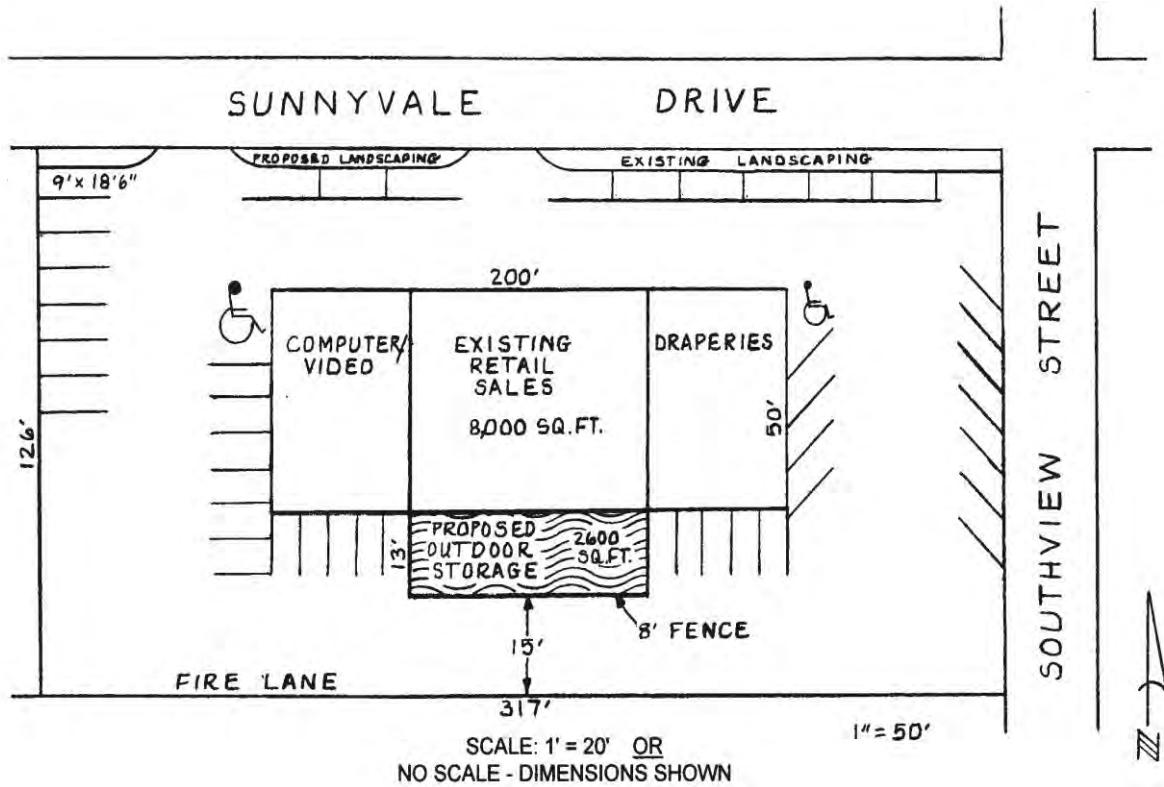 SUNNYVALE DRIVE
PROPOSED LANDSCAPING
EXISTING LANDSCAPING
9' x 18'6"
200'
COMPUTER/
VIDEO
EXISTING
RETAIL
SALES
8,000 SQ.FT.
DRAPERIES
50'
126'
SOUTHVIEW STREET
PROPOSED
OUTDOOR
STORAGE
2600
SQ.FT.
13'
8' FENCE
15'
FIRE LANE
317'
1" = 50'
SCALE: 1' = 20' OR
NO SCALE - DIMENSIONS SHOWN
N